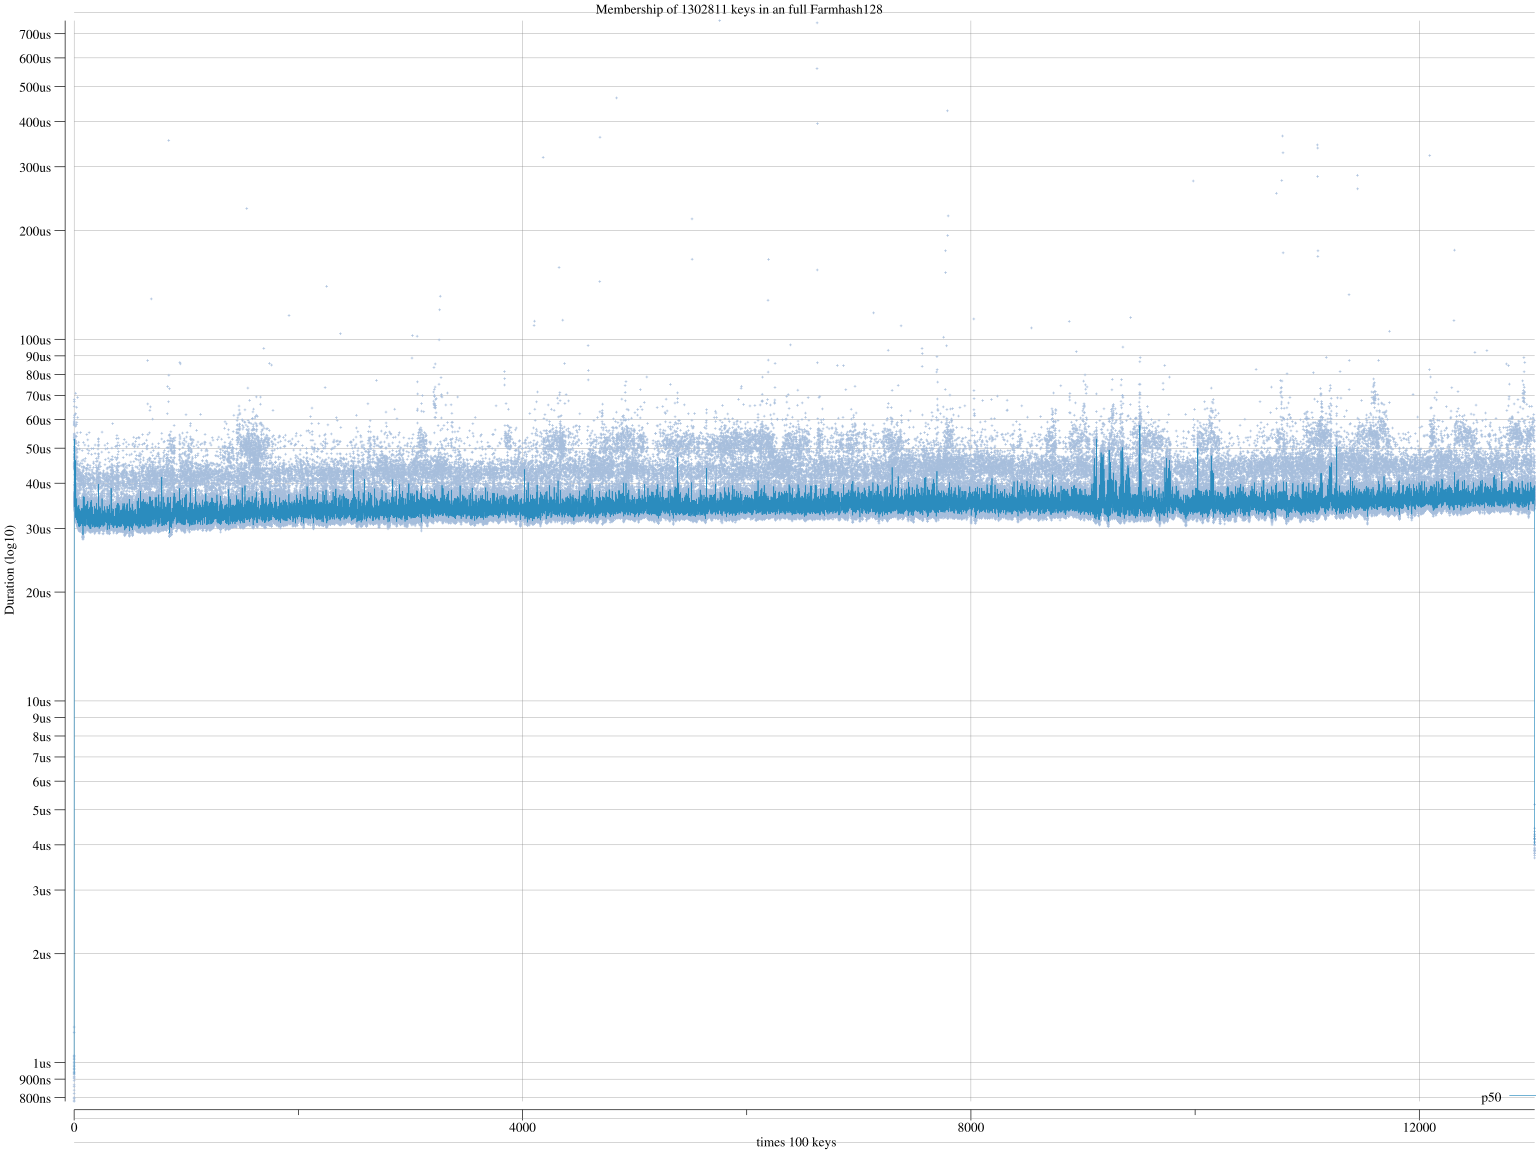 Membership of 1302811 keys in an full Farmhash128
700us
600us
500us
400us
300us
200us
100us
90us
80us
70us
60us
50us
40us
30us
20us
10us
9us
8us
7us
6us
5us
4us
3us
2us
1us
900ns
800ns
Duration (log10)
p50
0 4000 8000 12000
times 100 keys